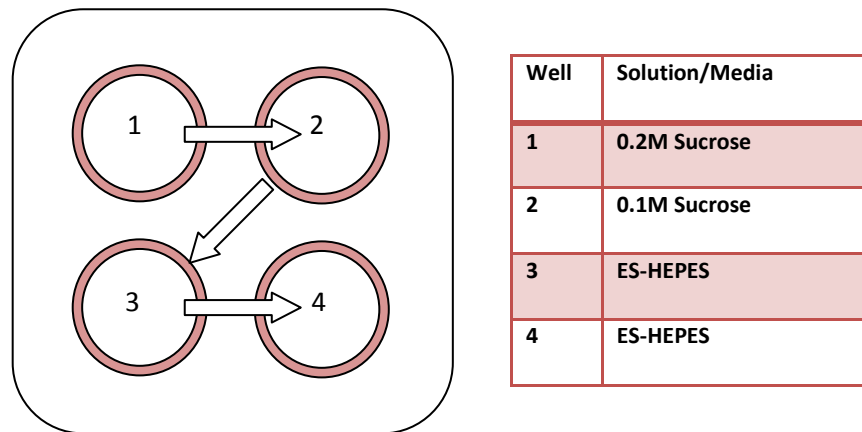 1 2
3 4
Well Solution/Media
1 0.2M Sucrose
2 0.1M Sucrose
3 ES-HEPES
4 ES-HEPES